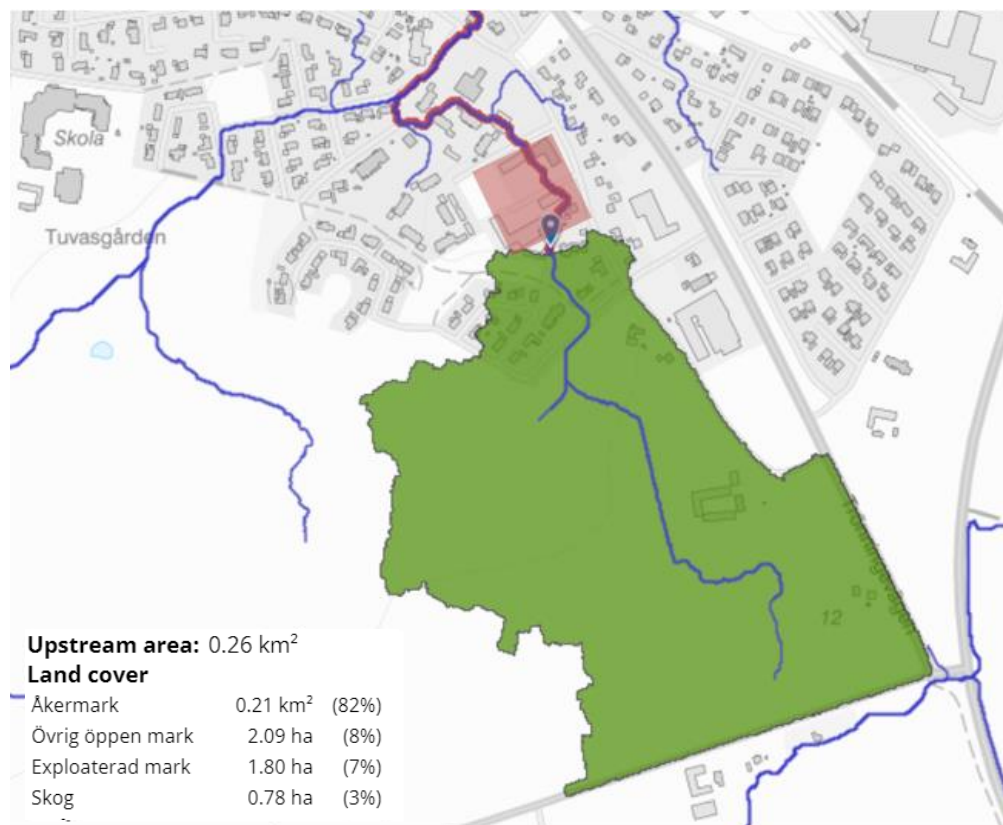 Skola
Tuvasgården
Trönningevägen
12
Upstream area: 0.26 km²
Land cover
Åkermark 0.21 km² (82%)
Övrig öppen mark 2.09 ha (8%)
Exploaterad mark 1.80 ha (7%)
Skog 0.78 ha (3%)